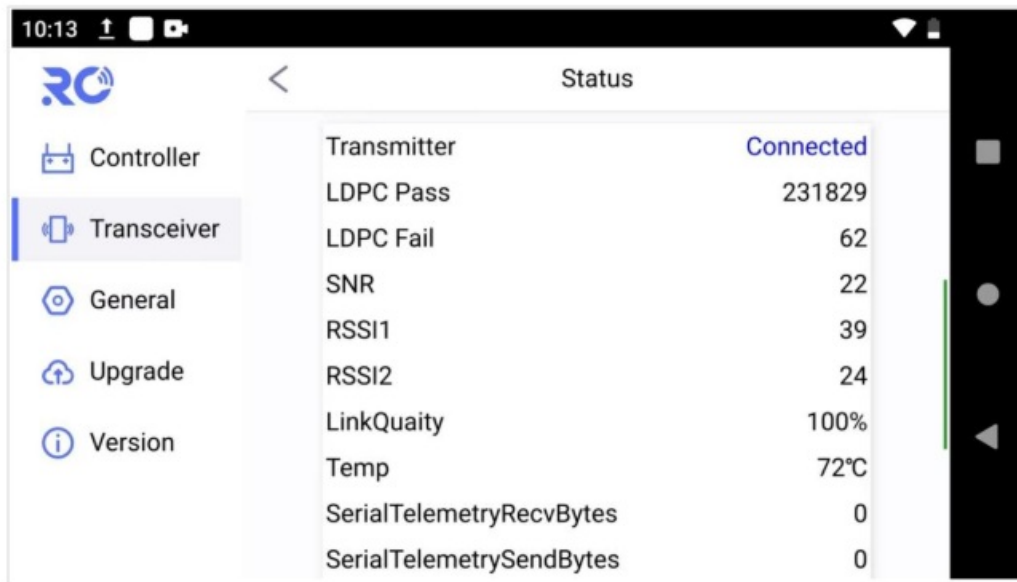 10:13
RC
Status
Controller
Transceiver
General
Upgrade
Version
Transmitter Connected
LDPC Pass 231829
LDPC Fail 62
SNR 22
RSSI1 39
RSSI2 24
LinkQuaity 100%
Temp 72℃
SerialTelemetryRecvBytes 0
SerialTelemetrySendBytes 0